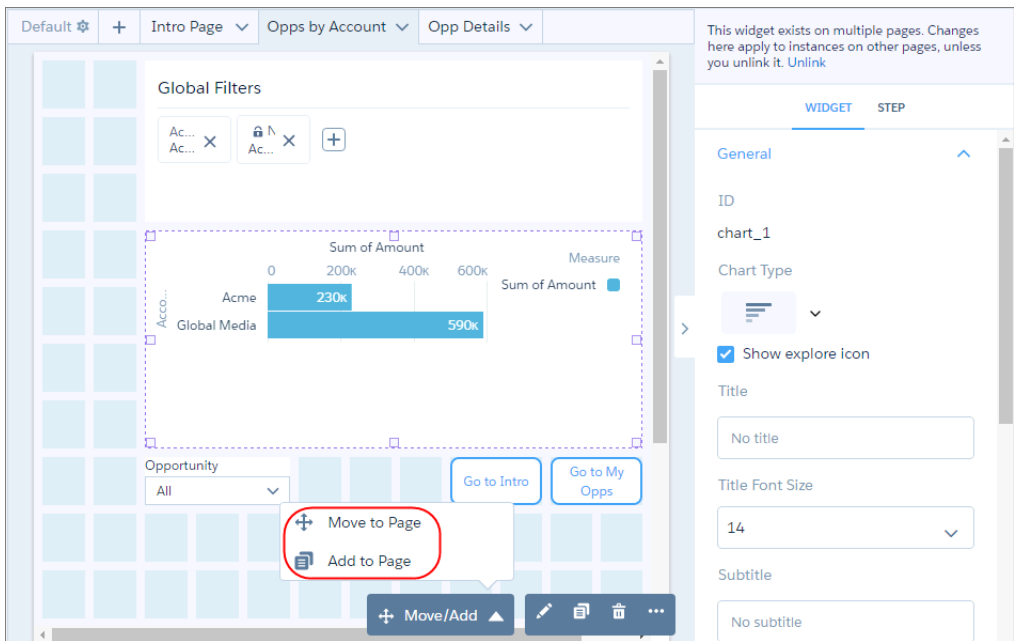 Default
Intro Page
Opps by Account
Opp Details
Global Filters
Ac...
Ac...
N
Ac...
Sum of Amount
0 200K 400K 600K
Measure
Sum of Amount
Acco...
Acme
230K
Global Media
590K
Opportunity
All
Go to Intro
Go to My
Opps
Move to Page
Add to Page
Move/Add
This widget exists on multiple pages. Changes
here apply to instances on other pages, unless
you unlink it. Unlink
WIDGET STEP
General
ID
chart_1
Chart Type
Show explore icon
Title
No title
Title Font Size
14
Subtitle
No subtitle